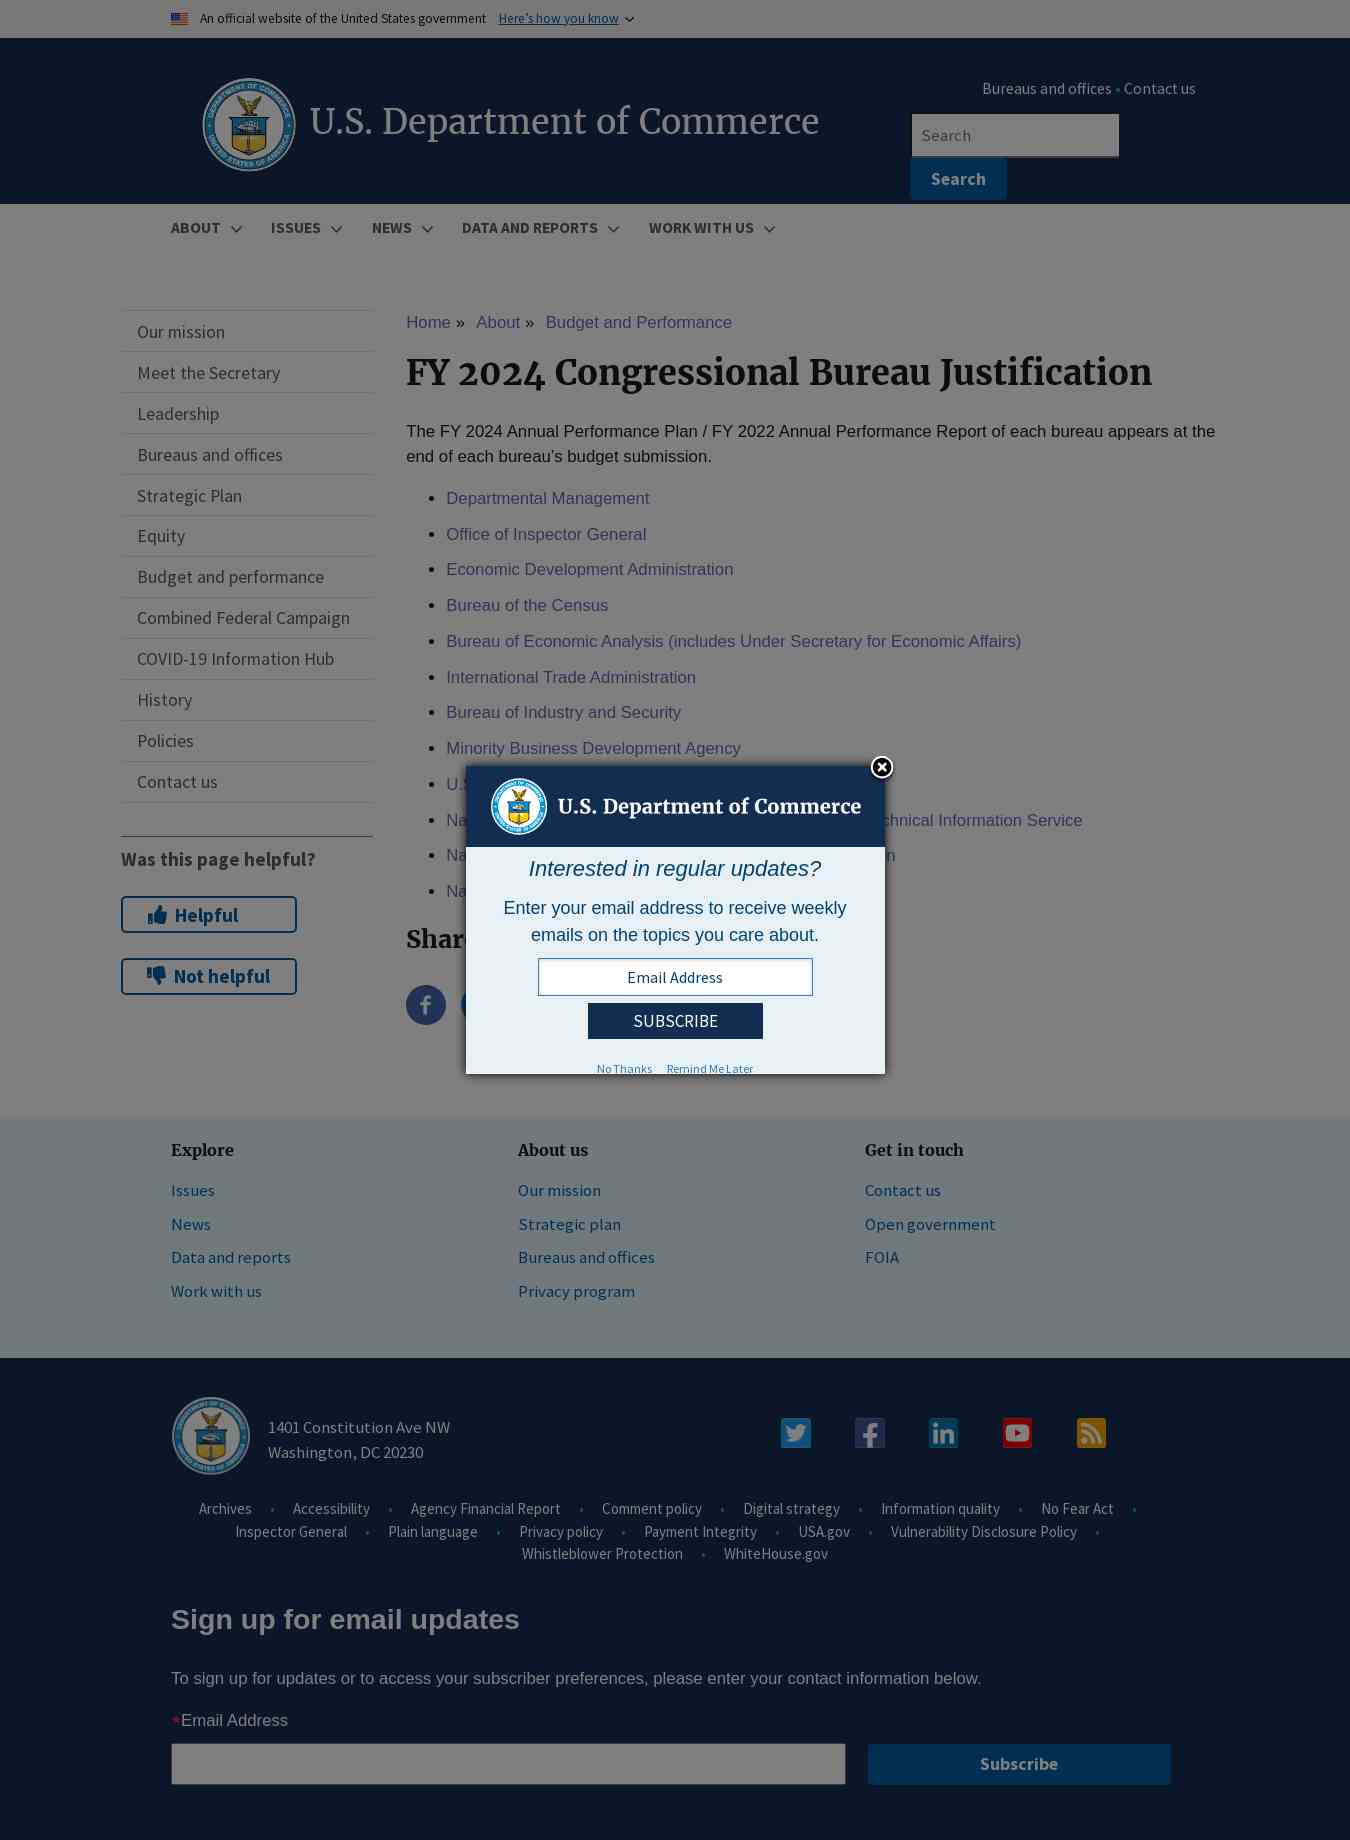 An official website of the United States government Here's how you know
Bureaus and offices • Contact us
U.S. Department of Commerce
Search
Search
ABOUT ISSUES NEWS DATA AND REPORTS WORK WITH US
Our mission
Meet the Secretary
Leadership
Bureaus and offices
Strategic Plan
Equity
Budget and performance
Combined Federal Campaign
COVID-19 Information Hub
History
Policies
Contact us
Was this page helpful?
Helpful
Not helpful
Home » About » Budget and Performance
FY 2024 Congressional Bureau Justification
The FY 2024 Annual Performance Plan / FY 2022 Annual Performance Report of each bureau appears at the
end of each bureau's budget submission.
• Departmental Management
• Office of Inspector General
• Economic Development Administration
• Bureau of the Census
• Bureau of Economic Analysis (includes Under Secretary for Economic Affairs)
• International Trade Administration
• Bureau of Industry and Security
• Minority Business Development Agency
Information Service
U.S. Department of Commerce
Interested in regular updates?
Enter your email address to receive weekly
emails on the topics you care about.
Email Address
SUBSCRIBE
No Thanks Remind Me Later
Explore
Issues
News
Data and reports
Work with us
About us
Our mission
Strategic plan
Bureaus and offices
Privacy program
Get in touch
Contact us
Open government
FOIA
1401 Constitution Ave NW
Washington, DC 20230
Archives • Accessibility • Agency Financial Report • Comment policy • Digital strategy • Information quality • No Fear Act •
Inspector General • Plain language • Privacy policy • Payment Integrity • USA.gov • Vulnerability Disclosure Policy •
Whistleblower Protection • WhiteHouse.gov
Sign up for email updates
To sign up for updates or to access your subscriber preferences, please enter your contact information below.
*Email Address
Subscribe